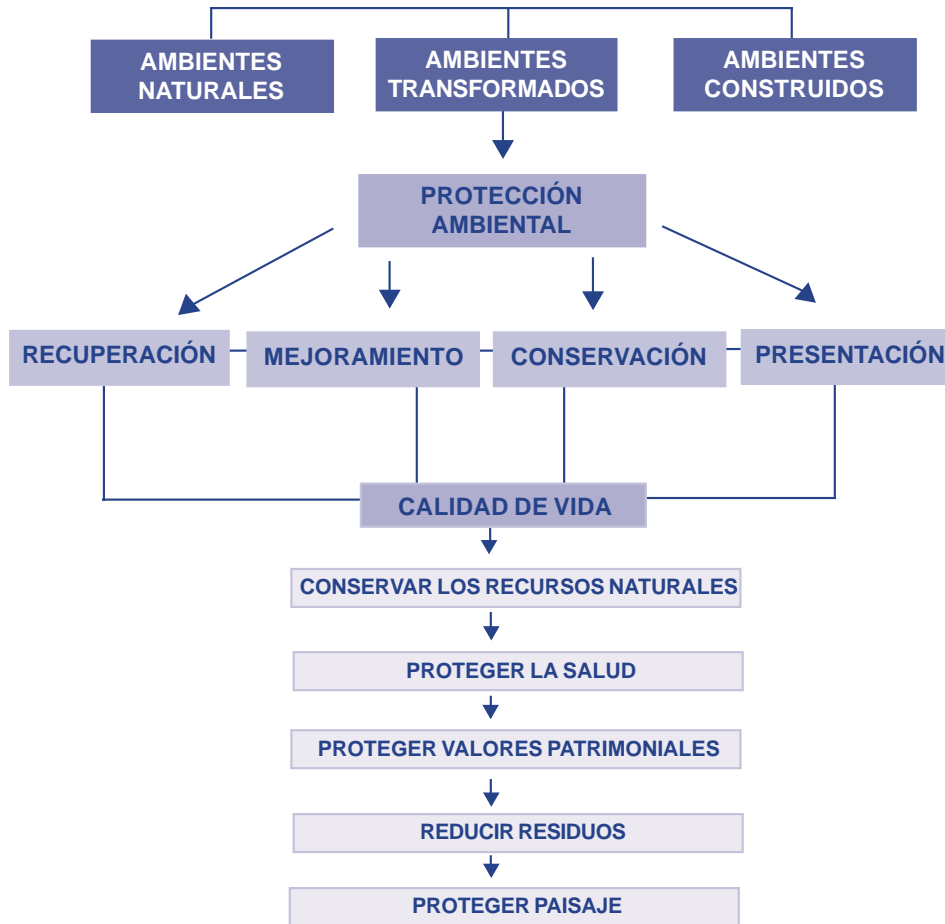 AMBIENTES
NATURALES
AMBIENTES
TRANSFORMADOS
AMBIENTES
CONSTRUIDOS
PROTECCIÓN
AMBIENTAL
RECUPERACIÓN
MEJORAMIENTO
CONSERVACIÓN
PRESENTACIÓN
CALIDAD DE VIDA
CONSERVAR LOS RECURSOS NATURALES
PROTEGER LA SALUD
PROTEGER VALORES PATRIMONIALES
REDUCIR RESIDUOS
PROTEGER PAISAJE